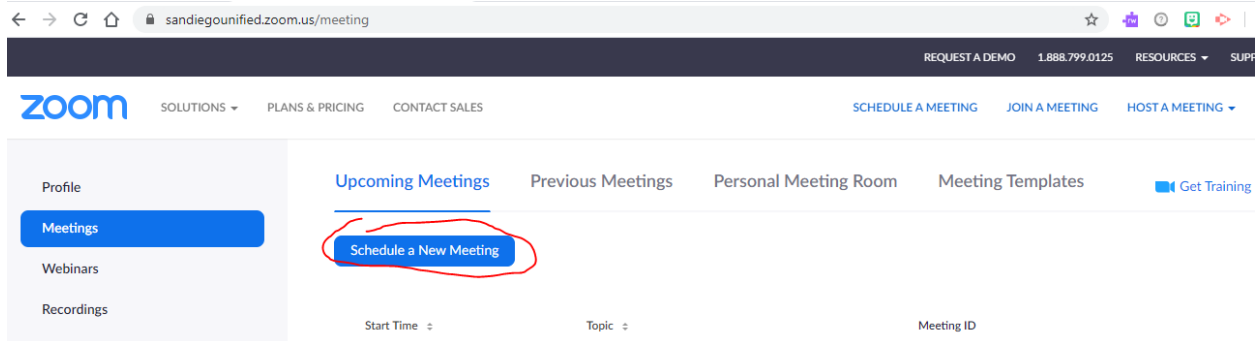 sandiegounified.zoom.us/meeting
REQUEST A DEMO 1.888.799.0125 RESOURCES SUPP
zoom SOLUTIONS PLANS & PRICING CONTACT SALES SCHEDULE A MEETING JOIN A MEETING HOST A MEETING
Profile
Meetings
Webinars
Recordings
Upcoming Meetings Previous Meetings Personal Meeting Room Meeting Templates Get Training
Schedule a New Meeting
Start Time Topic Meeting ID